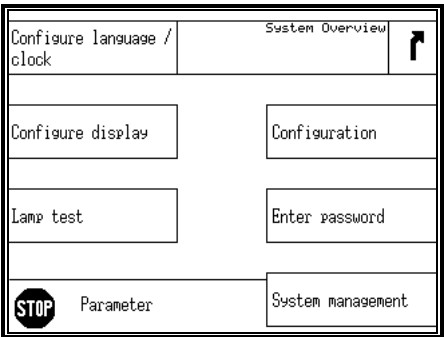 Configure language /
clock
System Overview
Configure display
Configuration
Lamp test
Enter password
STOP
Parameter
System management